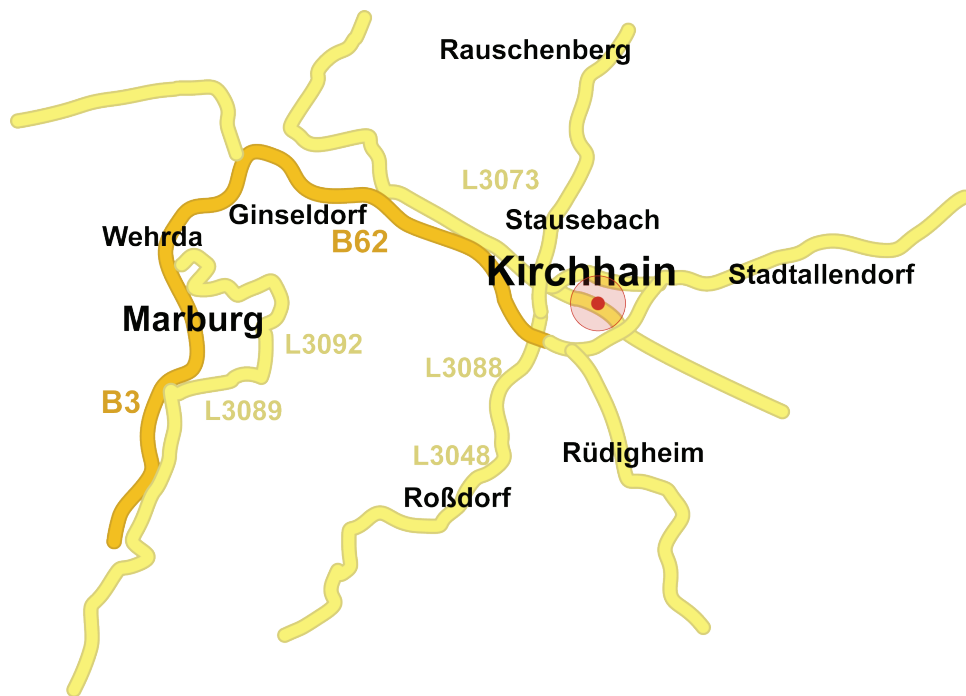 Rauschenberg
L3073
Ginseldorf
Stausebach
Wehrda
B62
Kirchhain
Stadtallendorf
Marburg
L3092
L3088
B3
L3089
L3048
Rüdigheim
Roßdorf